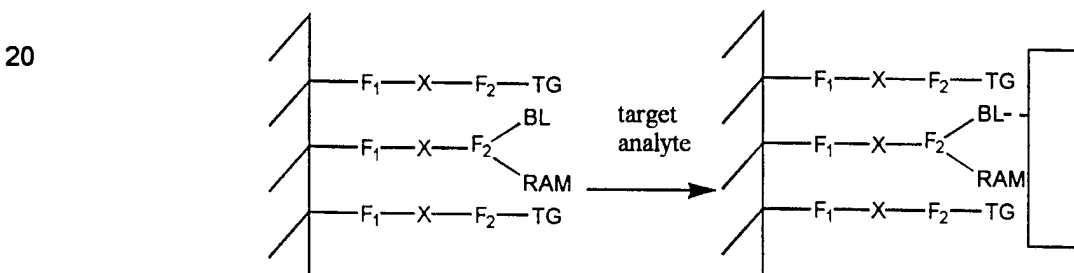 20
F₁—X—F₂—TG F₁—X—F₂—TG
BL target BL-
F₁—X—F₂ analyte F₁—X—F₂
RAM RAM
F₁—X—F₂—TG F₁—X—F₂—TG